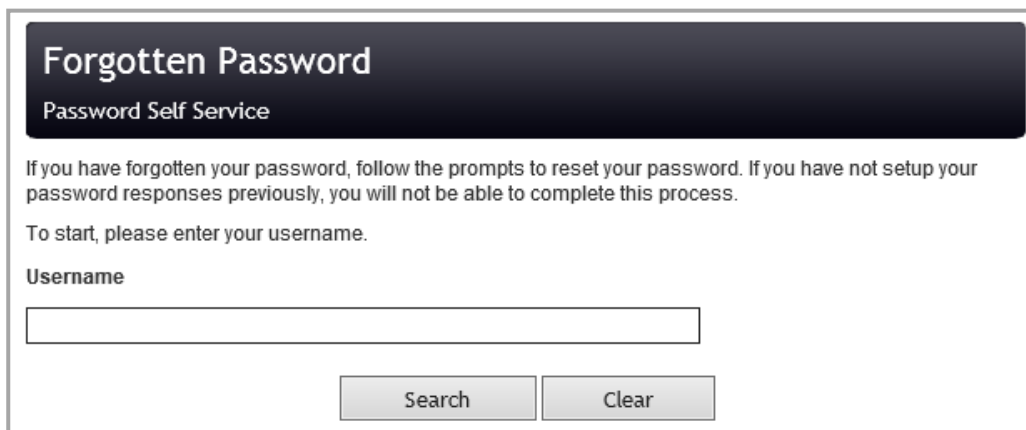 Forgotten Password
Password Self Service
If you have forgotten your password, follow the prompts to reset your password. If you have not setup your
password responses previously, you will not be able to complete this process.
To start, please enter your username.
Username
Search Clear